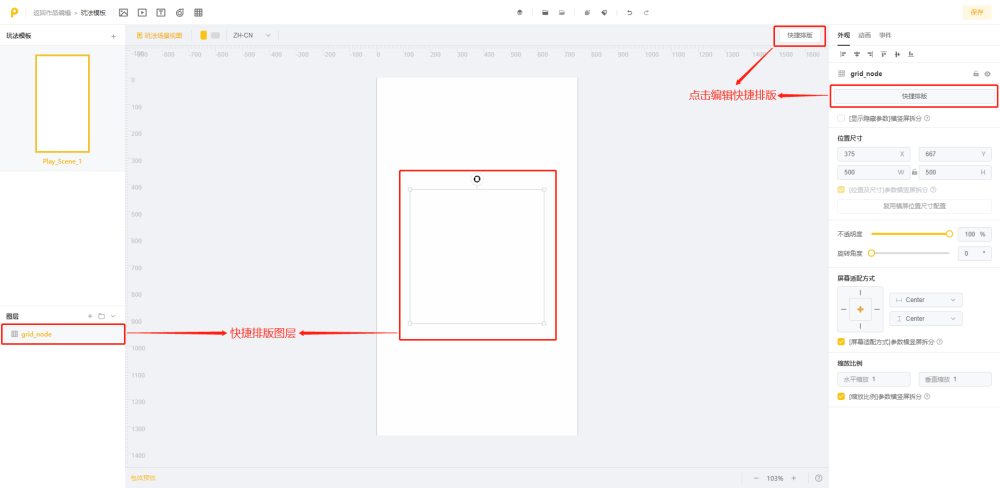 返回作品编辑 > 玩法模板
保存
玩法模板 +
玩法场景视图
ZH-CN
快捷排版
外观 动画 事件
-900 -800 -700 -600 -500 -400 -300 -200 -100 0 100 200 300 400 500 600 700 800 900 1000 1100 1200 1300 1400 1500 1600
0
100
200
300
400
500
600
700
800
900
1000
1100
1200
1300
1400
Play_Scene_1
图层
grid_node
快捷排版图层
点击编辑快捷排版
grid_node
快捷排版
[显示隐藏参数]横竖屏拆分
位置尺寸
375 X 667 Y
500 W 500 H
[位置及尺寸]参数横竖屏拆分
复用横屏位置尺寸配置
不透明度 100 %
旋转角度 0 °
屏幕适配方式
Center
Center
[屏幕适配方式]参数横竖屏拆分
缩放比例
水平缩放 1 垂直缩放 1
[缩放比例]参数横竖屏拆分
− 103% +